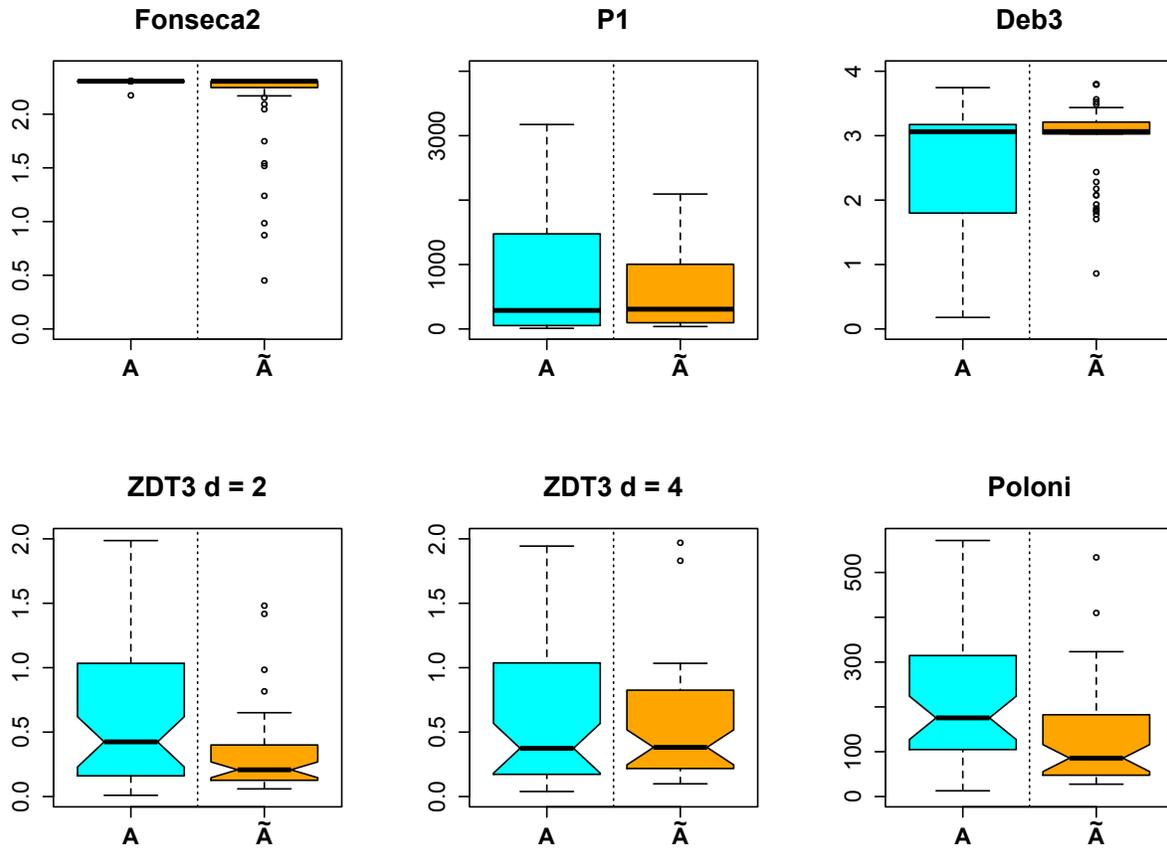 Fonseca2
P1
Deb3
0.0 0.5 1.0 1.5 2.0
0 1000 3000
0 1 2 3 4
A Ã
A Ã
A Ã
ZDT3 d = 2
ZDT3 d = 4
Poloni
0.0 0.5 1.0 1.5 2.0
0.0 0.5 1.0 1.5 2.0
0 100 300 500
A Ã
A Ã
A Ã